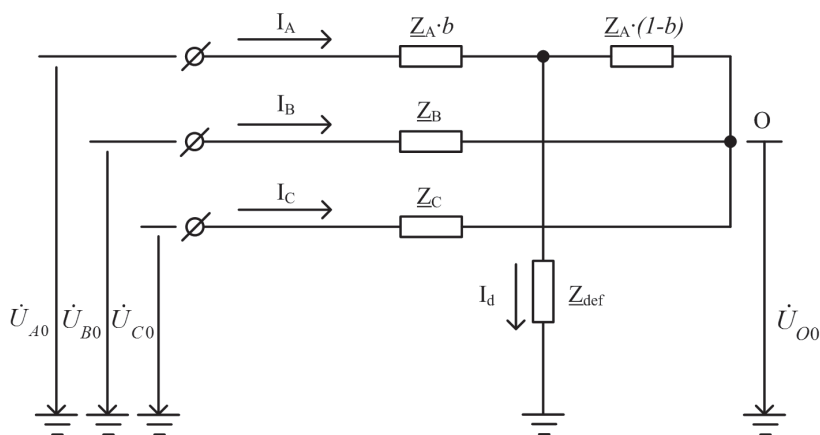 I_A
Z_A·b
Z_A·(1-b)
I_B
Z_B
O
I_C
Z_C
U̇_A0
U̇_B0
U̇_C0
I_d
Z_def
U̇_O0